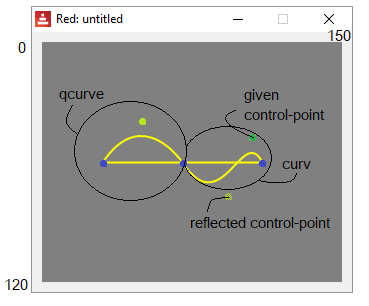 Red: untitled
150
0
qcurve
given
control-point
curv
reflected control-point
120